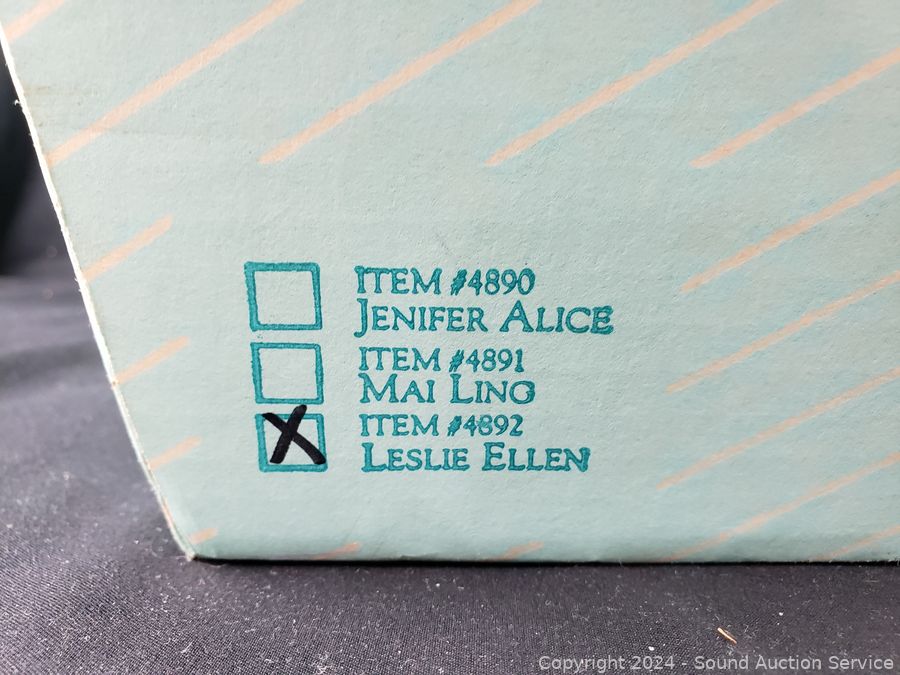 ITEM #4890
JENIFER ALICE
ITEM #4891
MAI LING
X ITEM #4892
LESLIE ELLEN
Copyright 2024 - Sound Auction Service